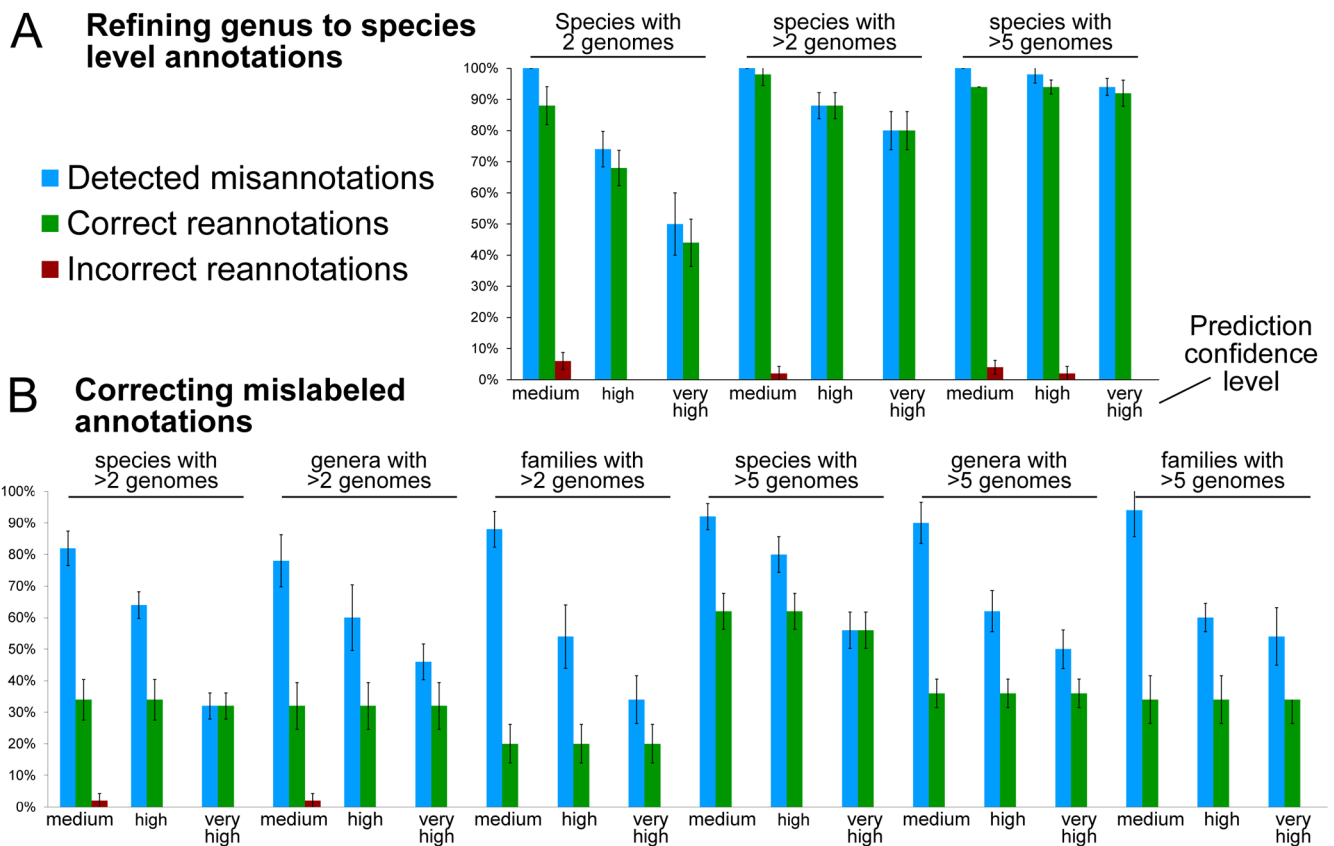 A Refining genus to species
level annotations
Species with
2 genomes
species with
>2 genomes
species with
>5 genomes
Detected misannotations
Correct reannotations
Incorrect reannotations
100%
90%
80%
70%
60%
50%
40%
30%
20%
10%
0%
medium high very
high
medium high very
high
medium high very
high
Prediction
confidence
level
B Correcting mislabeled
annotations
species with
>2 genomes
genera with
>2 genomes
families with
>2 genomes
species with
>5 genomes
genera with
>5 genomes
families with
>5 genomes
100%
90%
80%
70%
60%
50%
40%
30%
20%
10%
0%
medium high very
high
medium high very
high
medium high very
high
medium high very
high
medium high very
high
medium high very
high